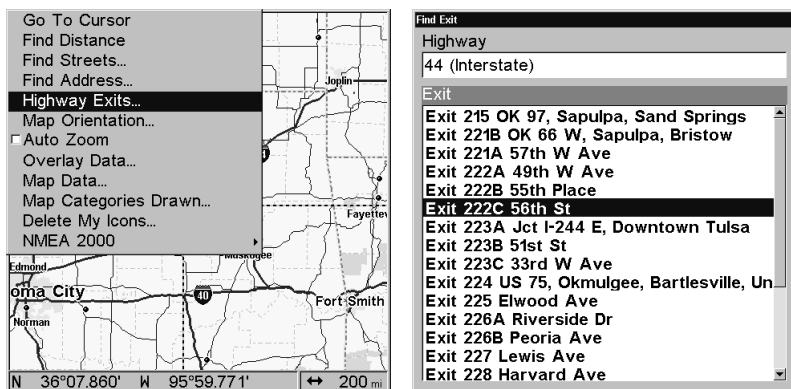 Go To Cursor
Find Distance
Find Streets...
Find Address...
Highway Exits...
Map Orientation...
Auto Zoom
Overlay Data...
Map Data...
Map Categories Drawn...
Delete My Icons...
NMEA 2000
Joplin
Fayettev
Muskogee
Edmond
oma City
40
Fort Smith
Norman
N 36°07.860' W 95°59.771' ↔ 200 mi
Find Exit
Highway
44 (Interstate)
Exit
Exit 215 OK 97, Sapulpa, Sand Springs
Exit 221B OK 66 W, Sapulpa, Bristow
Exit 221A 57th W Ave
Exit 222A 49th W Ave
Exit 222B 55th Place
Exit 222C 56th St
Exit 223A Jct I-244 E, Downtown Tulsa
Exit 223B 51st St
Exit 223C 33rd W Ave
Exit 224 US 75, Okmulgee, Bartlesville, Un
Exit 225 Elwood Ave
Exit 226A Riverside Dr
Exit 226B Peoria Ave
Exit 227 Lewis Ave
Exit 228 Harvard Ave